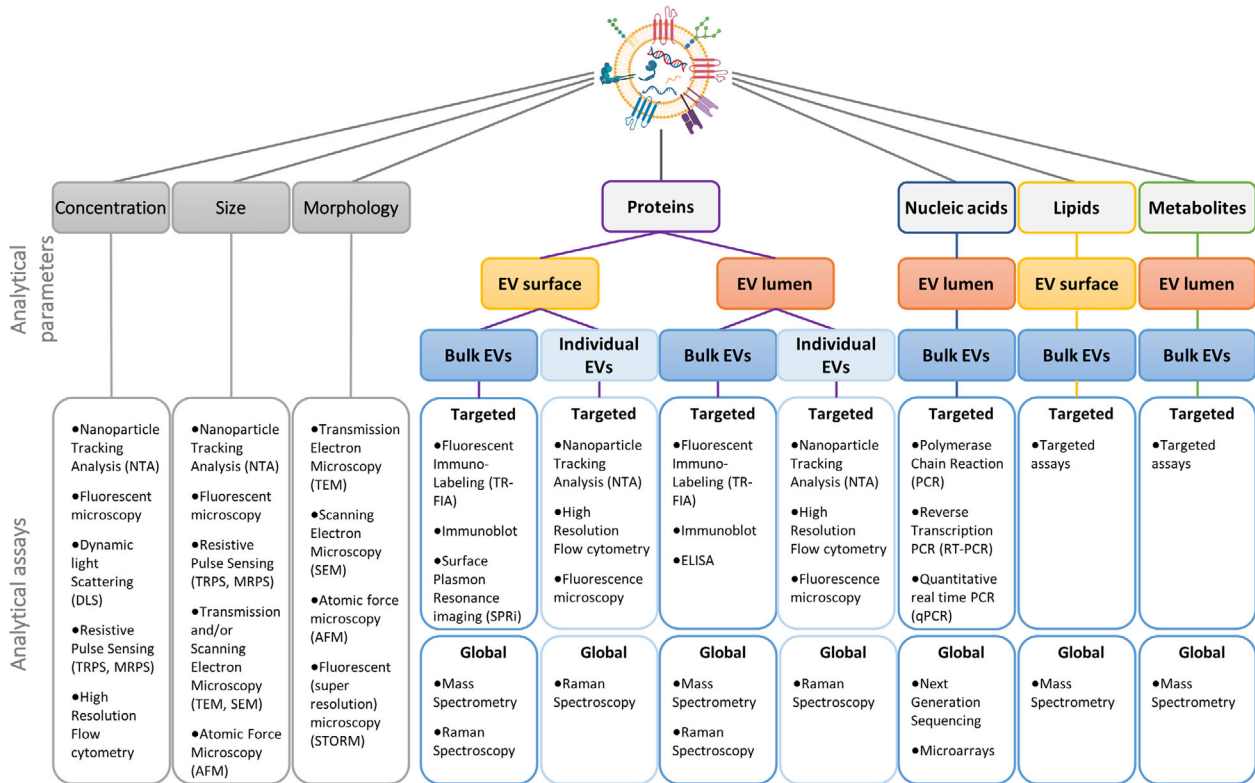 Concentration
Size
Morphology
Proteins
Nucleic acids
Lipids
Metabolites
Analytical
parameters
EV surface
EV lumen
EV lumen
EV surface
EV lumen
Bulk EVs
Individual
EVs
Bulk EVs
Individual
EVs
Bulk EVs
Bulk EVs
Bulk EVs
Analytical assays
●Nanoparticle
Tracking
Analysis (NTA)
●Fluorescent
microscopy
●Dynamic
light
Scattering
(DLS)
●Resistive
Pulse Sensing
(TRPS, MRPS)
●High
Resolution
Flow
cytometry
●Nanoparticle
Tracking
Analysis (NTA)
●Fluorescent
microscopy
●Resistive
Pulse Sensing
(TRPS, MRPS)
●Transmission
and/or
Scanning
Electron
Microscopy
(TEM, SEM)
●Atomic Force
Microscopy
(AFM)
●Transmission
Electron
Microscopy
(TEM)
●Scanning
Electron
Microscopy
(SEM)
●Atomic force
microscopy
(AFM)
●Fluorescent
(super
resolution)
microscopy
(STORM)
Targeted
●Fluorescent
Immuno-
Labeling (TR-
FIA)
●Immunoblot
●Surface
Plasmon
Resonance
imaging (SPRi)
Targeted
●Nanoparticle
Tracking
Analysis (NTA)
●High
Resolution
Flow cytometry
●Fluorescence
microscopy
Targeted
●Fluorescent
Immuno-
Labeling (TR-
FIA)
●Immunoblot
●ELISA
Targeted
●Nanoparticle
Tracking
Analysis (NTA)
●High
Resolution
Flow cytometry
●Fluorescence
microscopy
Targeted
●Polymerase
Chain Reaction
(PCR)
●Reverse
Transcription
PCR (RT-PCR)
●Quantitative
real time PCR
(qPCR)
Targeted
●Targeted
assays
Targeted
●Targeted
assays
Global
●Mass
Spectrometry
●Raman
Spectroscopy
Global
●Raman
Spectroscopy
Global
●Mass
Spectrometry
●Raman
Spectroscopy
Global
●Raman
Spectroscopy
Global
●Next
Generation
Sequencing
●Microarrays
Global
●Mass
Spectrometry
Global
●Mass
Spectrometry